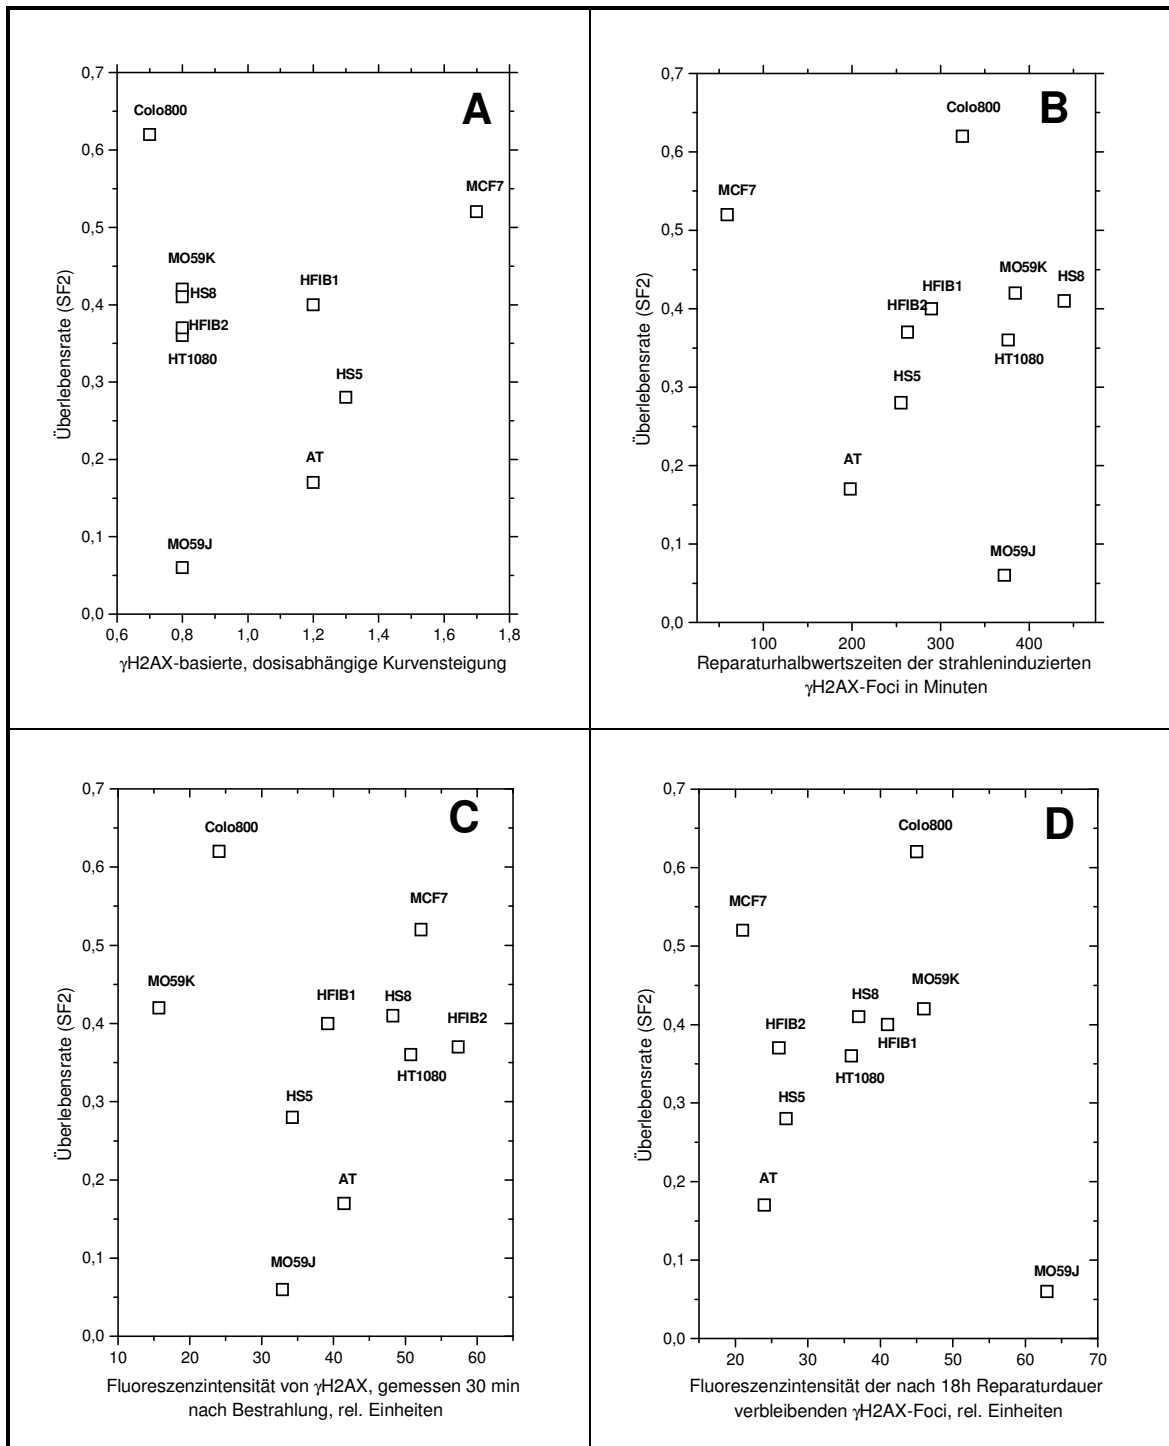 A
0,7
0,6
0,5
0,4
0,3
0,2
0,1
0,0
Überlebensrate (SF2)
Colo800
MCF7
MO59K
HS8
HFIB1
HFIB2
HT1080
HS5
AT
MO59J
0,6 0,8 1,0 1,2 1,4 1,6 1,8
γH2AX-basierte, dosisabhängige Kurvensteigung
B
0,7
0,6
0,5
0,4
0,3
0,2
0,1
0,0
Überlebensrate (SF2)
Colo800
MCF7
MO59K
HS8
HFIB1
HFIB2
HT1080
HS5
AT
MO59J
100 200 300 400
Reparaturhalbwertszeiten der strahleninduzierten
γH2AX-Foci in Minuten
C
0,7
0,6
0,5
0,4
0,3
0,2
0,1
0,0
Überlebensrate (SF2)
Colo800
MCF7
MO59K
HFIB1
HS8
HFIB2
HT1080
HS5
AT
MO59J
10 20 30 40 50 60
Fluoreszenzintensität von γH2AX, gemessen 30 min
nach Bestrahlung, rel. Einheiten
D
0,7
0,6
0,5
0,4
0,3
0,2
0,1
0,0
Überlebensrate (SF2)
Colo800
MCF7
MO59K
HS8
HFIB2
HFIB1
HT1080
HS5
AT
MO59J
20 30 40 50 60 70
Fluoreszenzintensität der nach 18h Reparaturdauer
verbleibenden γH2AX-Foci, rel. Einheiten